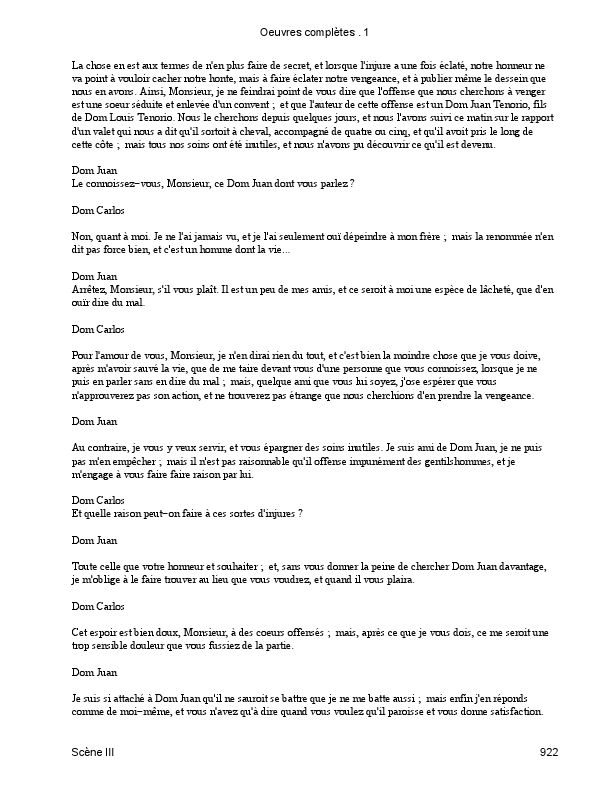 Oeuvres complètes . 1
La chose en est aux termes de n'en plus faire de secret, et lorsque l'injure a une fois éclaté, notre honneur ne
va point à vouloir cacher notre honte, mais à faire éclater notre vengeance, et à publier même le dessein que
nous en avons. Ainsi, Monsieur, je ne feindrai point de vous dire que l'offense que nous cherchons à venger
est une soeur séduite et enlevée d'un convent ; et que l'auteur de cette offense est un Dom Juan Tenorio, fils
de Dom Louis Tenorio. Nous le cherchons depuis quelques jours, et nous l'avons suivi ce matin sur le rapport
d'un valet qui nous a dit qu'il sortoit à cheval, accompagné de quatre ou cinq, et qu'il avoit pris le long de
cette côte ; mais tous nos soins ont été inutiles, et nous n'avons pu découvrir ce qu'il est devenu.
Dom Juan
Le connoissez-vous, Monsieur, ce Dom Juan dont vous parlez ?
Dom Carlos
Non, quant à moi. Je ne l'ai jamais vu, et je l'ai seulement ouï dépeindre à mon frère ; mais la renommée n'en
dit pas force bien, et c'est un homme dont la vie...
Dom Juan
Arrêtez, Monsieur, s'il vous plaît. Il est un peu de mes amis, et ce seroit à moi une espèce de lâcheté, que d'en
ouïr dire du mal.
Dom Carlos
Pour l'amour de vous, Monsieur, je n'en dirai rien du tout, et c'est bien la moindre chose que je vous doive,
après m'avoir sauvé la vie, que de me taire devant vous d'une personne que vous connoissez, lorsque je ne
puis en parler sans en dire du mal ; mais, quelque ami que vous lui soyez, j'ose espérer que vous
n'approuverez pas son action, et ne trouverez pas étrange que nous cherchions d'en prendre la vengeance.
Dom Juan
Au contraire, je vous y veux servir, et vous épargner des soins inutiles. Je suis ami de Dom Juan, je ne puis
pas m'en empêcher ; mais il n'est pas raisonnable qu'il offense impunément des gentilshommes, et je
m'engage à vous faire faire raison par lui.
Dom Carlos
Et quelle raison peut-on faire à ces sortes d'injures ?
Dom Juan
Toute celle que votre honneur et souhaiter ; et, sans vous donner la peine de chercher Dom Juan davantage,
je m'oblige à le faire trouver au lieu que vous voudrez, et quand il vous plaira.
Dom Carlos
Cet espoir est bien doux, Monsieur, à des coeurs offensés ; mais, après ce que je vous dois, ce me seroit une
trop sensible douleur que vous fussiez de la partie.
Dom Juan
Je suis si attaché à Dom Juan qu'il ne sauroit se battre que je ne me batte aussi ; mais enfin j'en réponds
comme de moi-même, et vous n'avez qu'à dire quand vous voulez qu'il paroisse et vous donne satisfaction.
Scène III
922